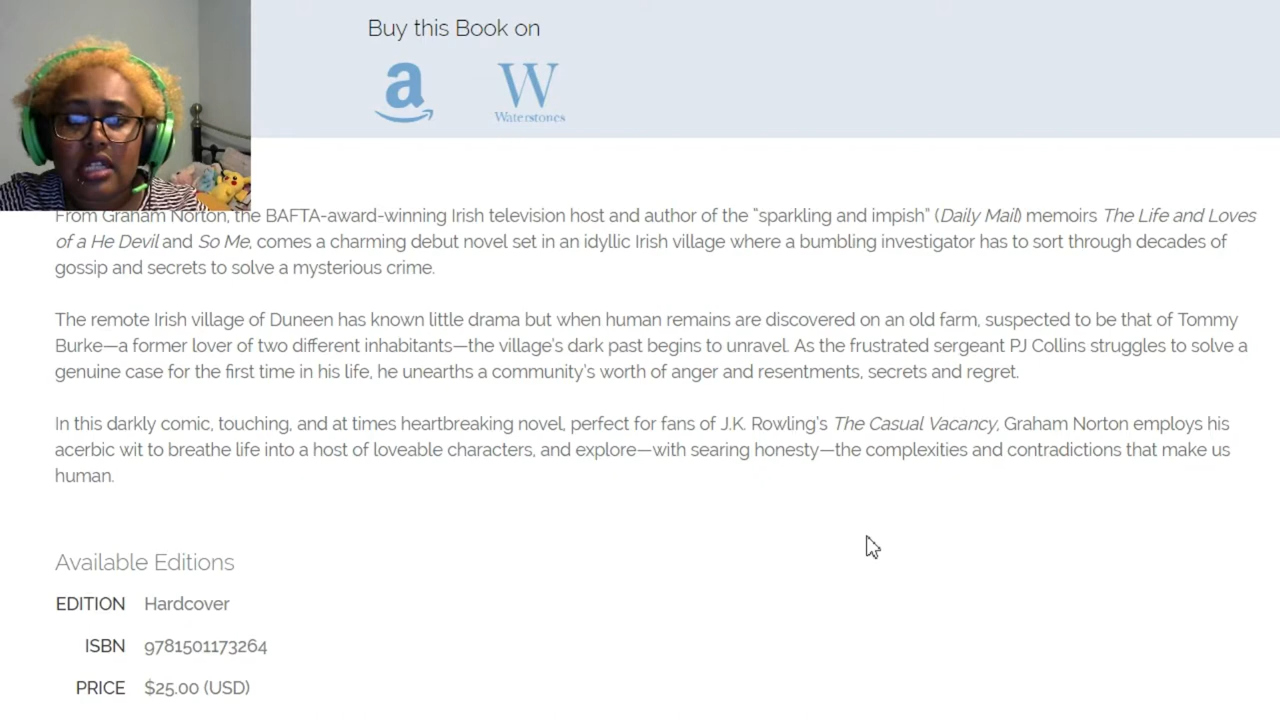 Buy this Book on
a
W
Waterstones
From Graham Norton, the BAFTA-award-winning Irish television host and author of the “sparkling and impish” (Daily Mail) memoirs The Life and Loves
of a He Devil and So Me, comes a charming debut novel set in an idyllic Irish village where a bumbling investigator has to sort through decades of
gossip and secrets to solve a mysterious crime.
The remote Irish village of Duneen has known little drama but when human remains are discovered on an old farm, suspected to be that of Tommy
Burke—a former lover of two different inhabitants—the village's dark past begins to unravel. As the frustrated sergeant PJ Collins struggles to solve a
genuine case for the first time in his life, he unearths a community's worth of anger and resentments, secrets and regret.
In this darkly comic, touching, and at times heartbreaking novel, perfect for fans of J.K. Rowling's The Casual Vacancy, Graham Norton employs his
acerbic wit to breathe life into a host of loveable characters, and explore—with searing honesty—the complexities and contradictions that make us
human.
Available Editions
EDITION Hardcover
ISBN 9781501173264
PRICE $25.00 (USD)